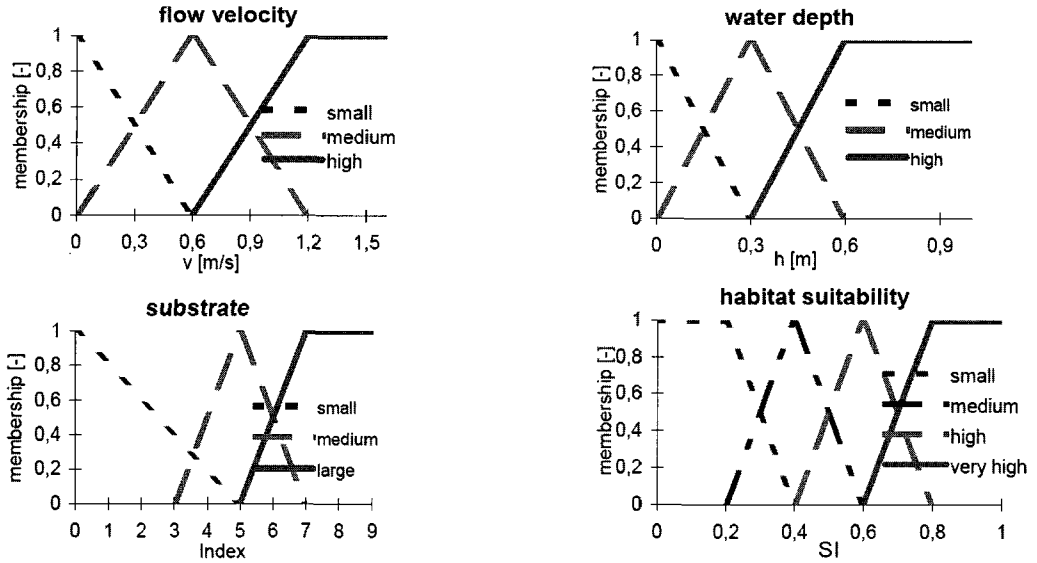 flow velocity
membership [-]
1
0,8
0,6
0,4
0,2
0
small
medium
high
0 0,3 0,6 0,9 1,2 1,5
v [m/s]
water depth
membership [-]
1
0,8
0,6
0,4
0,2
0
small
medium
high
0 0,3 0,6 0,9
h [m]
substrate
membership [-]
1
0,8
0,6
0,4
0,2
0
small
medium
large
0 1 2 3 4 5 6 7 8 9
Index
habitat suitability
membership [-]
1
0,8
0,6
0,4
0,2
0
small
medium
high
very high
0 0,2 0,4 0,6 0,8 1
SI